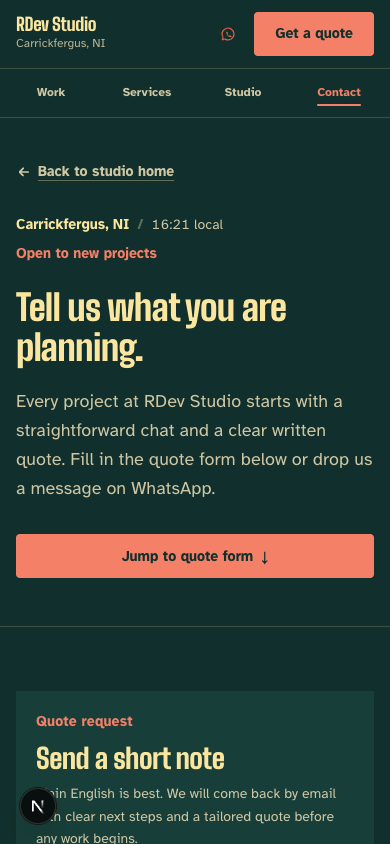 RDev Studio
Carrickfergus, NI
Get a quote
Work
Services
Studio
Contact
← Back to studio home
Carrickfergus, NI / 16:21 local
Open to new projects
Tell us what you are
planning.
Every project at RDev Studio starts with a
straightforward chat and a clear written
quote. Fill in the quote form below or drop us
a message on WhatsApp.
Jump to quote form ↓
Quote request
Send a short note
English is best. We will come back by email
clear next steps and a tailored quote before
any work begins.
N